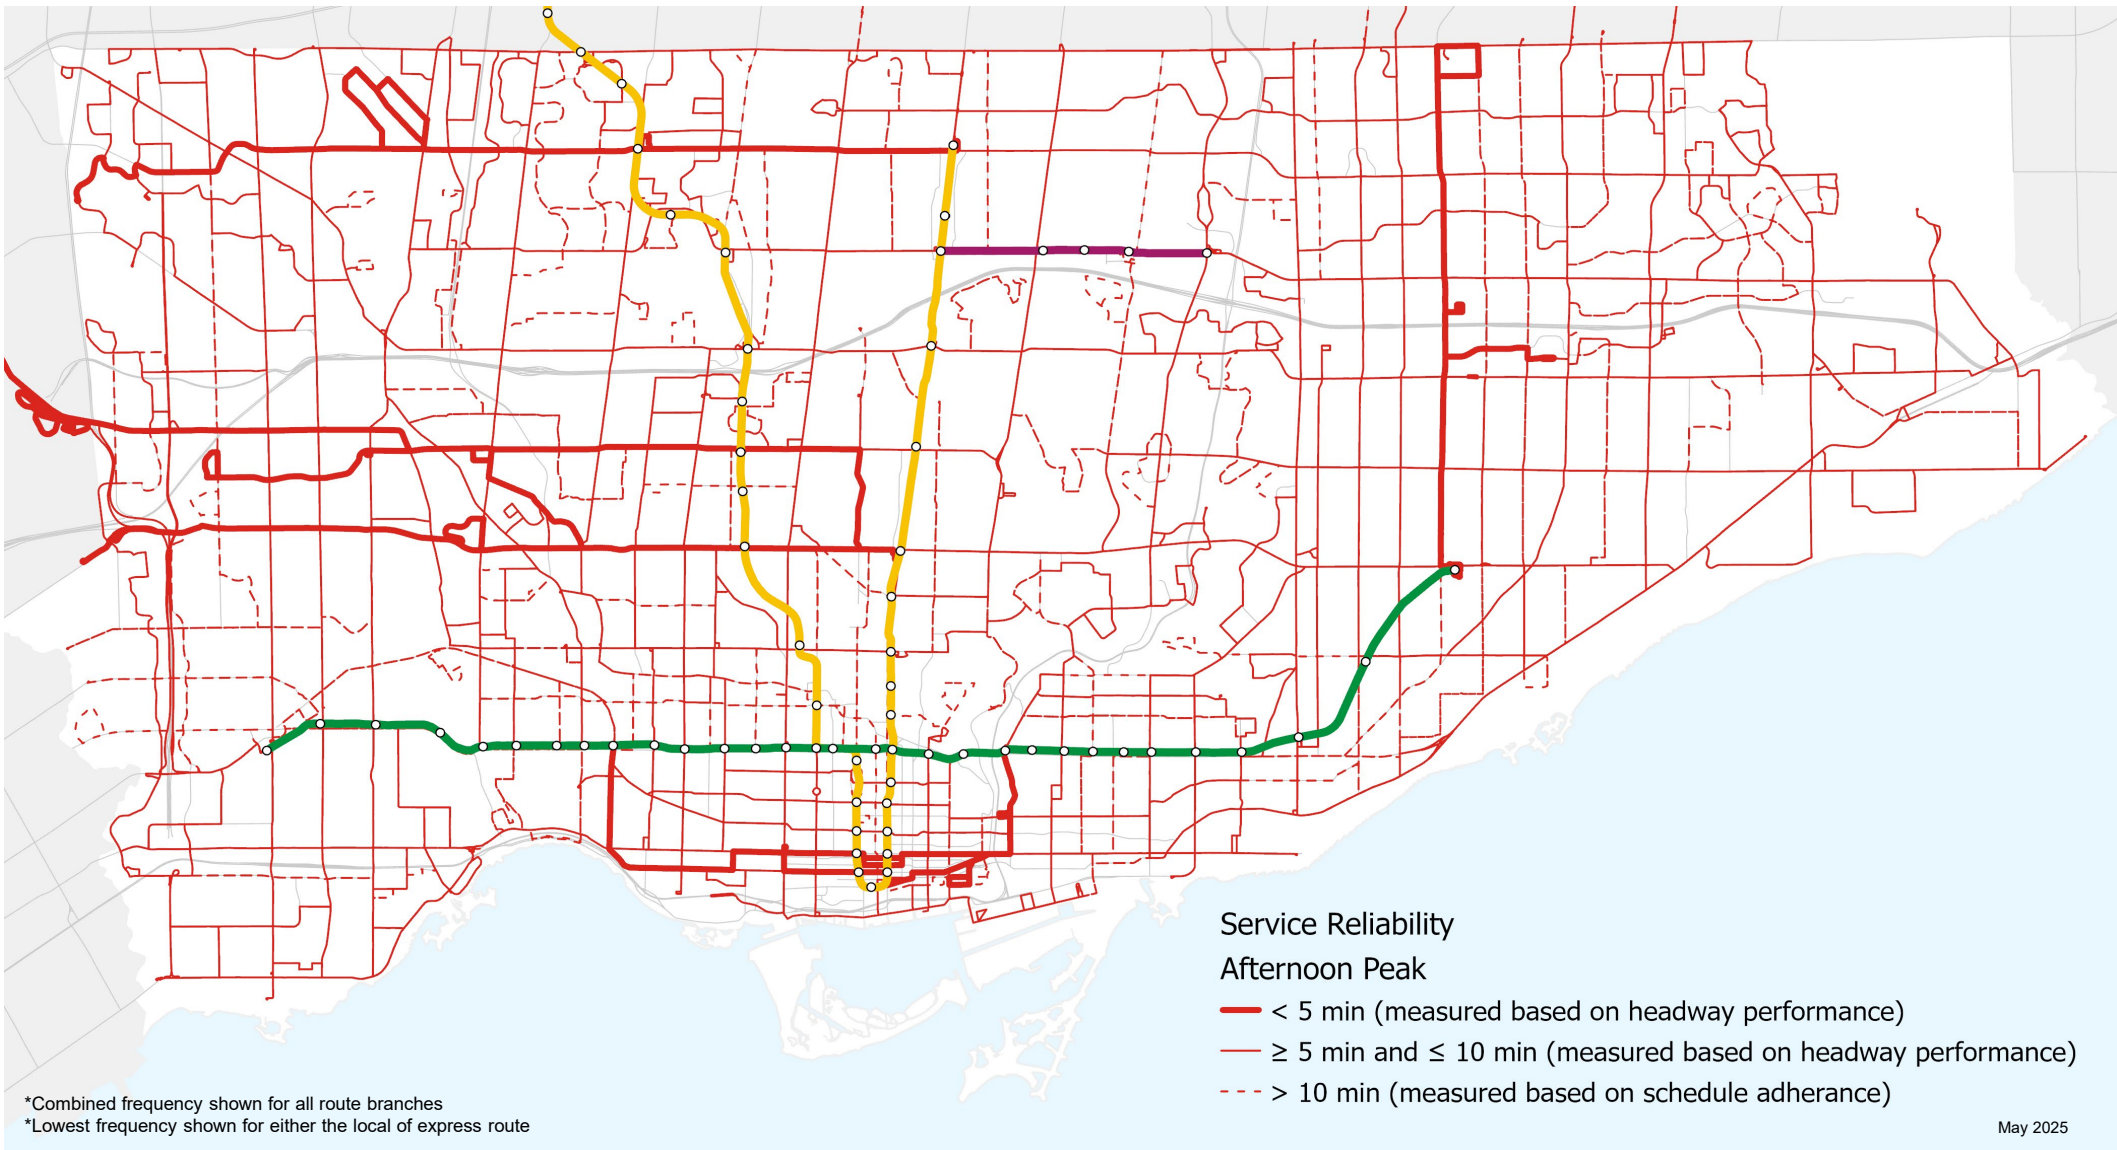 Service Reliability
Afternoon Peak
< 5 min (measured based on headway performance)
≥ 5 min and ≤ 10 min (measured based on headway performance)
> 10 min (measured based on schedule adherance)
*Combined frequency shown for all route branches
*Lowest frequency shown for either the local of express route
May 2025